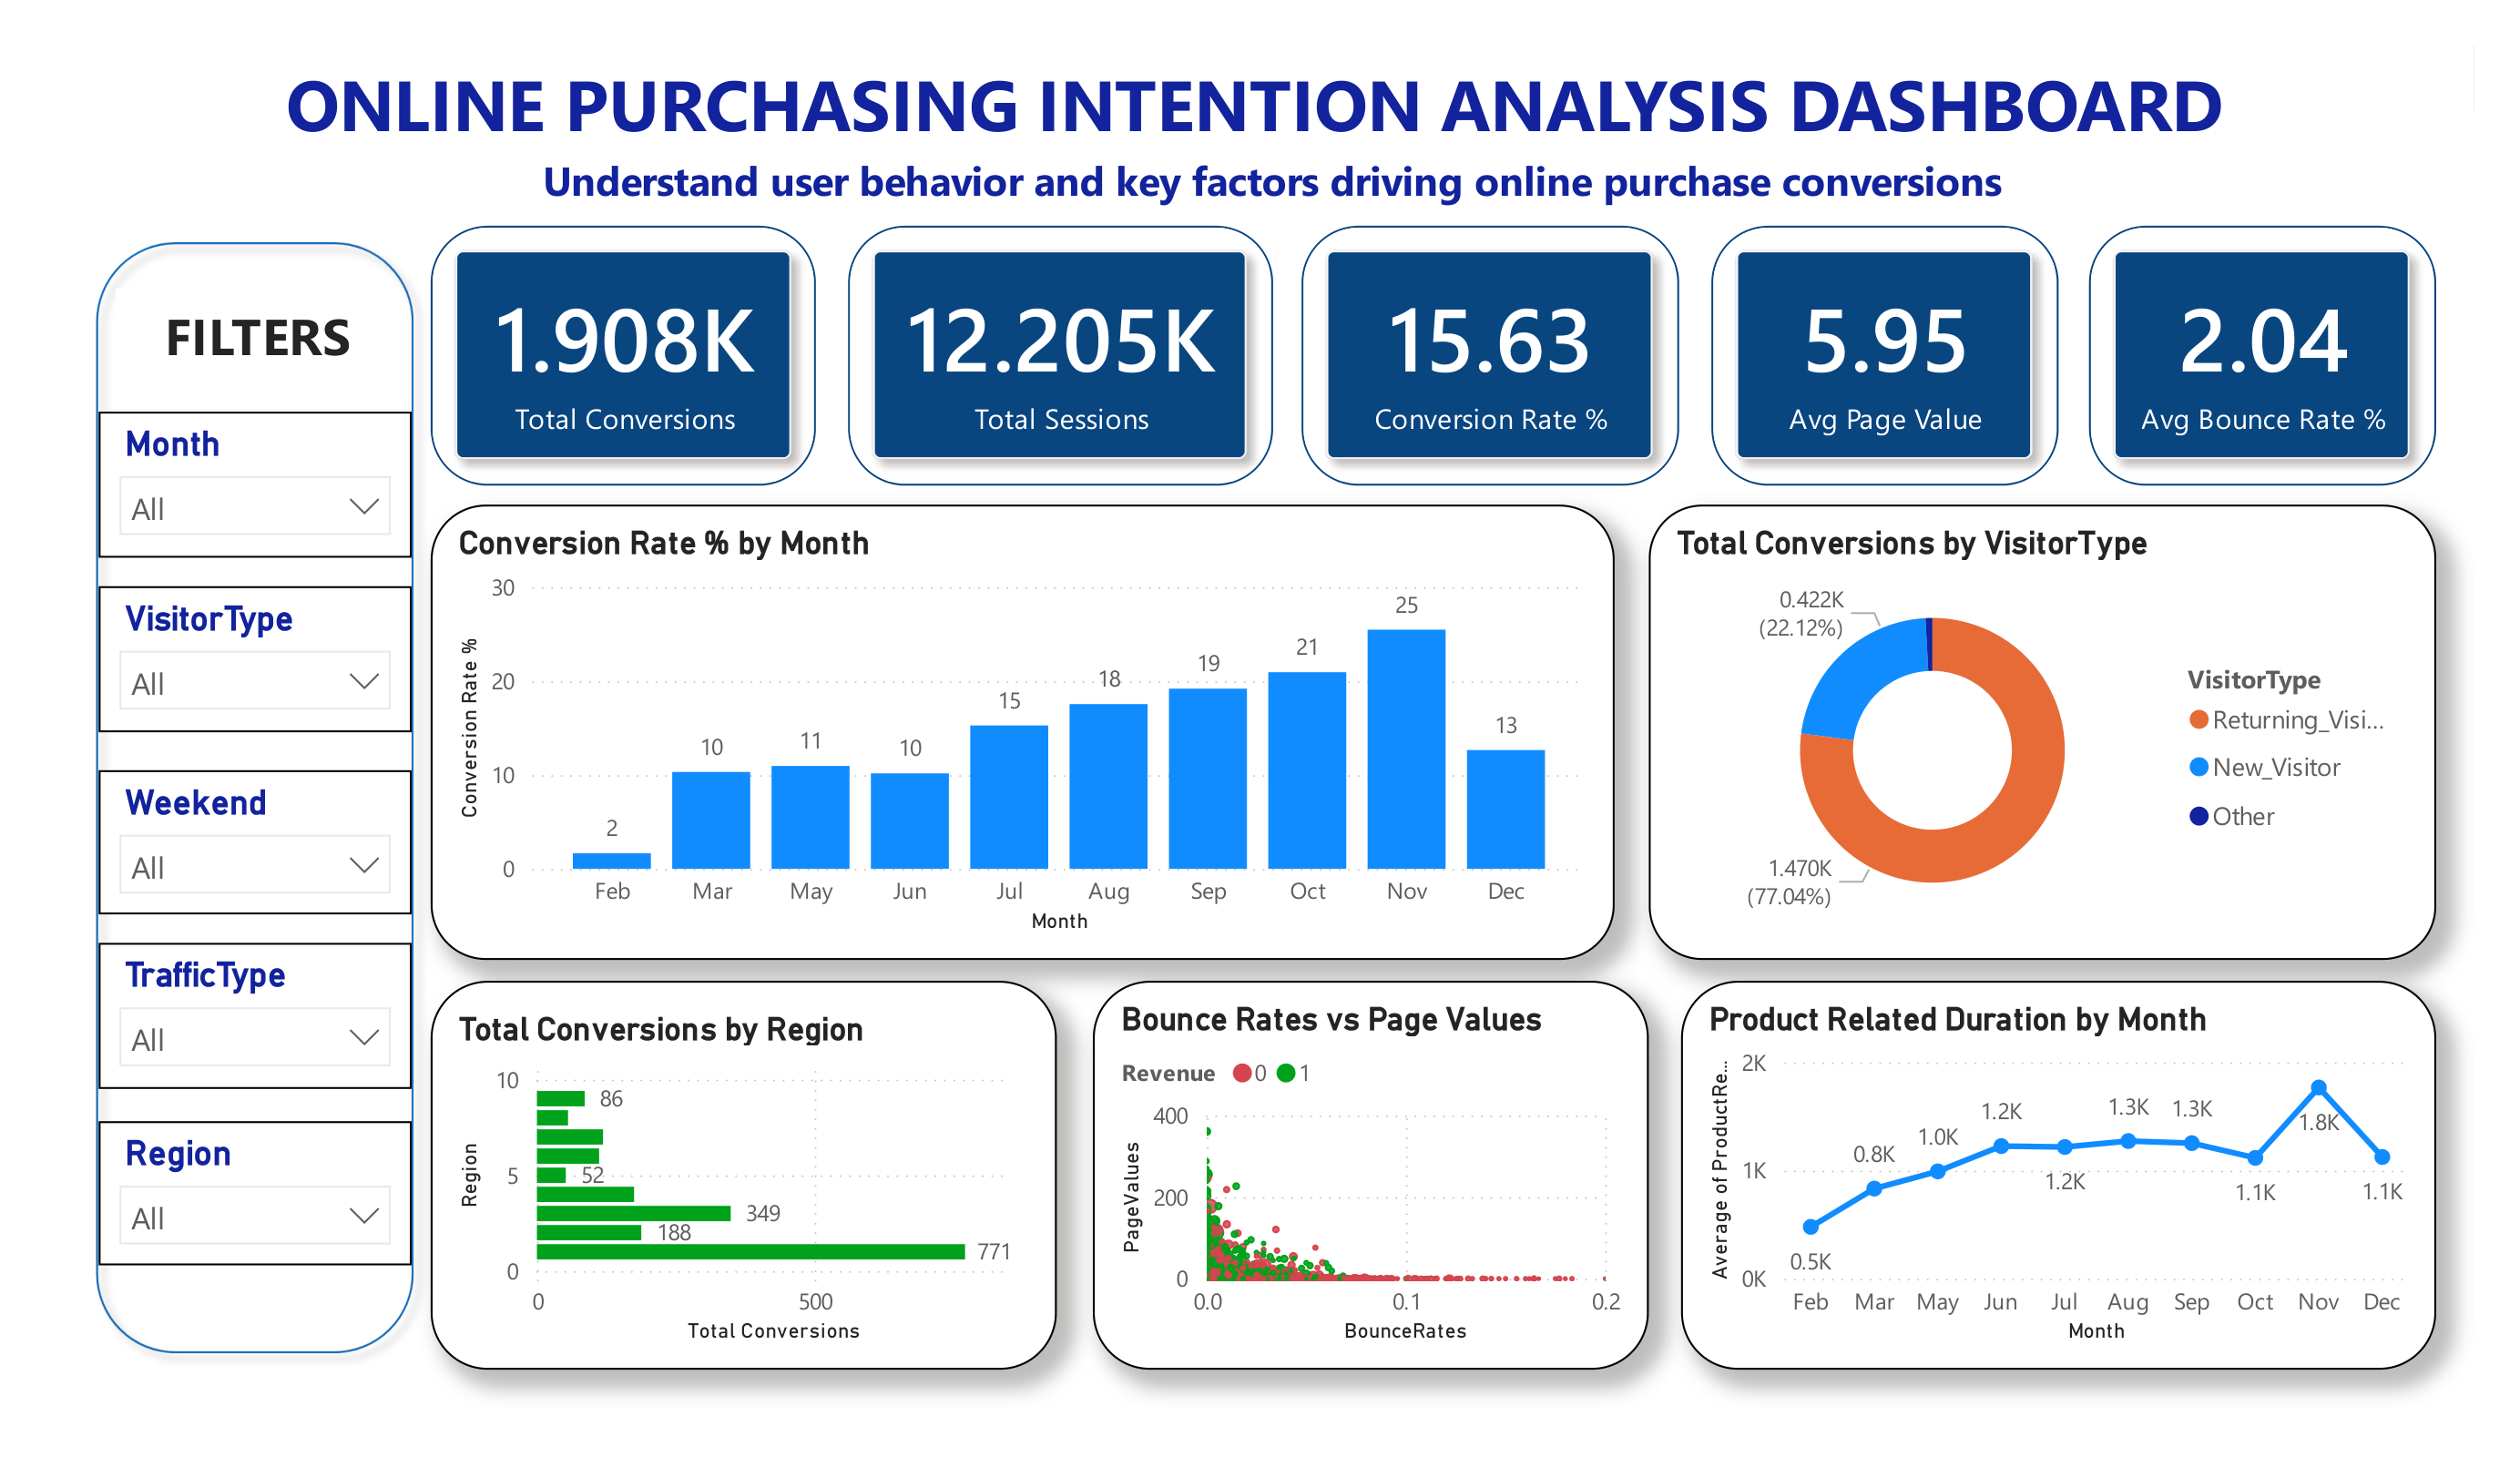 ONLINE PURCHASING INTENTION ANALYSIS DASHBOARD
Understand user behavior and key factors driving online purchase conversions
FILTERS
Month
All
VisitorType
All
Weekend
All
TrafficType
All
Region
All
1.908K
Total Conversions
12.205K
Total Sessions
15.63
Conversion Rate %
5.95
Avg Page Value
2.04
Avg Bounce Rate %
Conversion Rate % by Month
Conversion Rate %
30
20
10
0
2
10
11
10
15
18
19
21
25
13
Feb Mar May Jun Jul Aug Sep Oct Nov Dec
Month
Total Conversions by VisitorType
0.422K
(22.12%)
1.470K
(77.04%)
VisitorType
Returning_Visi...
New_Visitor
Other
Total Conversions by Region
Region
10
5
0
86
52
349
188
771
0 500
Total Conversions
Bounce Rates vs Page Values
Revenue 0 1
PageValues
400
200
0
0.0 0.1 0.2
BounceRates
Product Related Duration by Month
Average of ProductRe...
2K
1K
0K
0.5K
0.8K
1.0K
1.2K
1.2K
1.3K
1.3K
1.1K
1.8K
1.1K
Feb Mar May Jun Jul Aug Sep Oct Nov Dec
Month